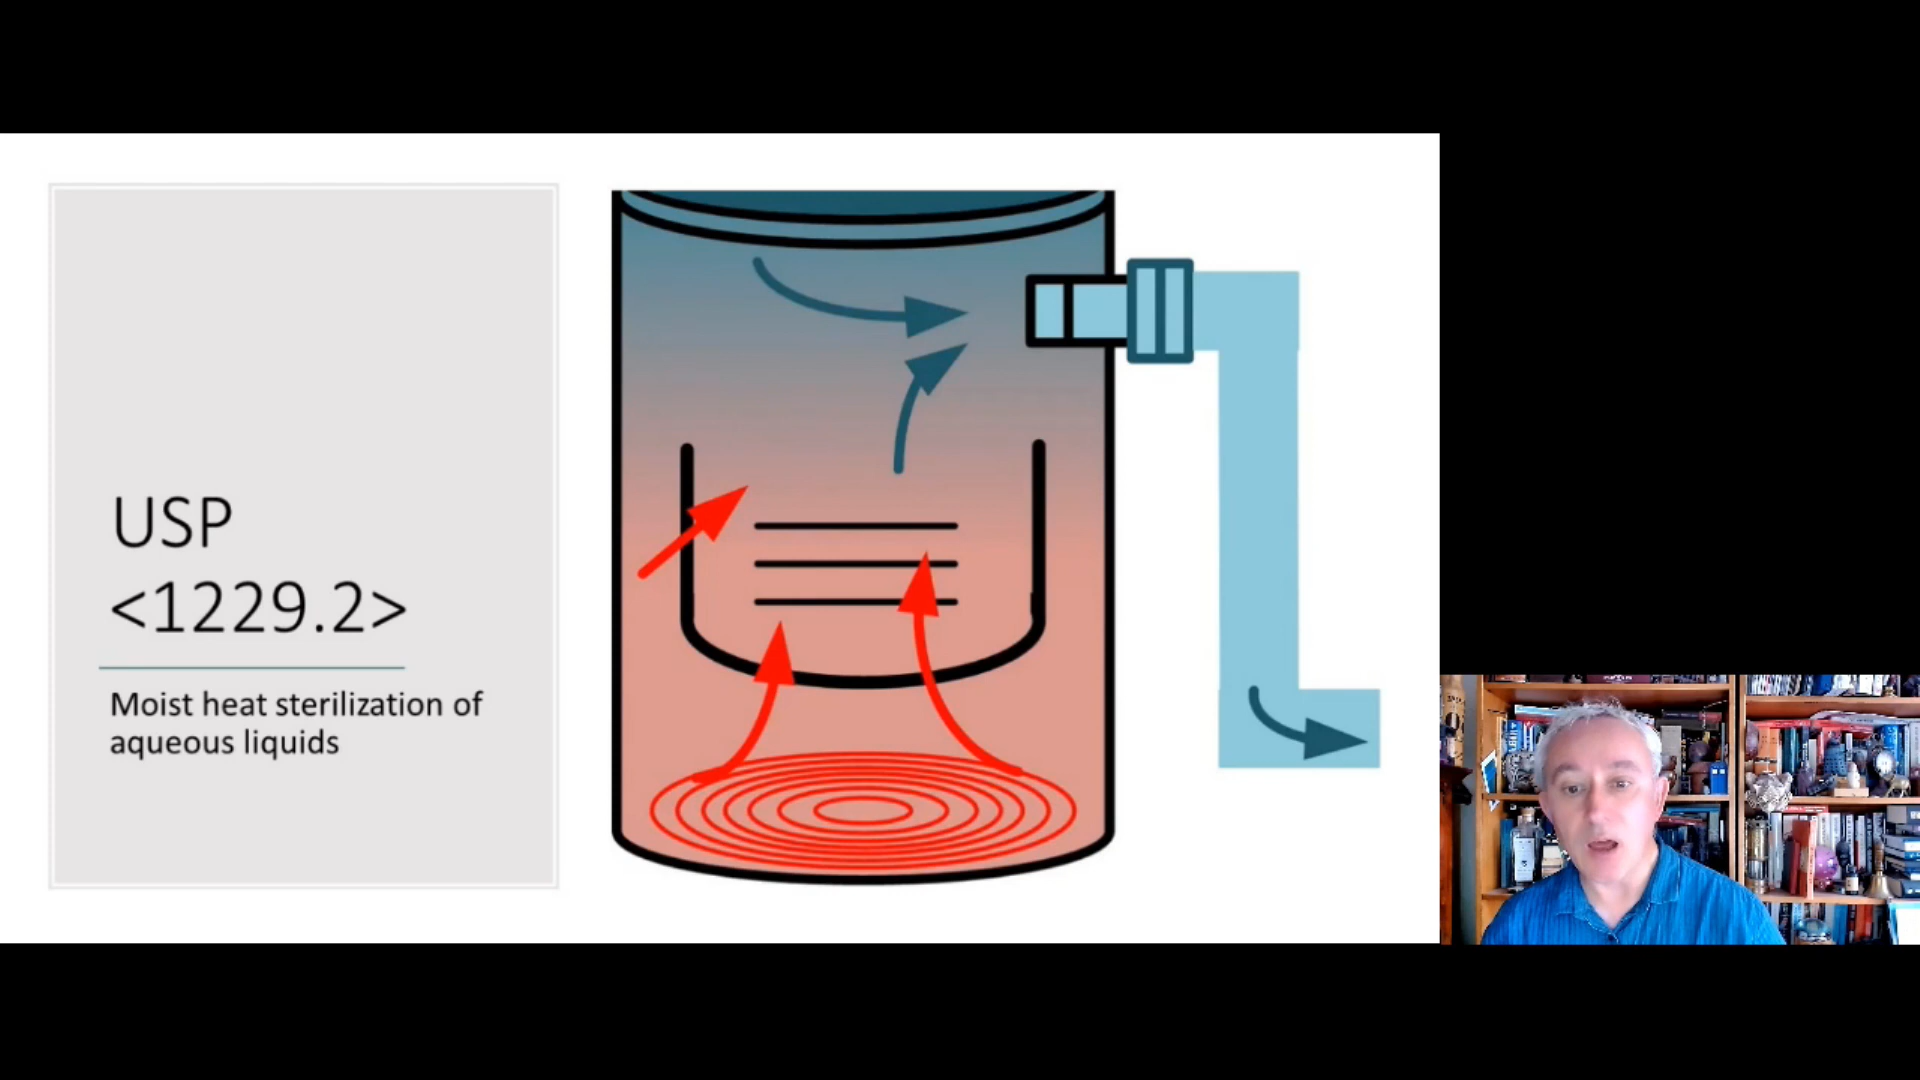 USP
<1229.2>
Moist heat sterilization of
aqueous liquids